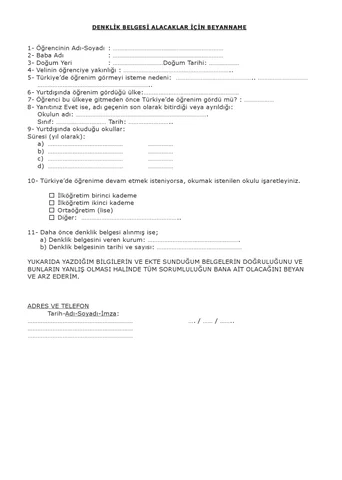 DENKLİK BELGESİ ALACAKLAR İÇİN BEYANNAME
1- Öğrencinin Adı-Soyadı : ……………………………………………
2- Baba Adı : ……………………………………………
3- Doğum Yeri : ……………………………Doğum Tarihi: ………………
4- Velinin öğrenciye yakınlığı : ……………………………………………..
5- Türkiye'de öğrenim görmeyi isteme nedeni: ……………………………………………….. ……………………………
……………………………………………..
6- Yurtdışında öğrenim gördüğü ülke:……………………………………
7- Öğrenci bu ülkeye gitmeden önce Türkiye'de öğrenim gördü mü? : ………………
8- Yanıtınız Evet ise, adı geçenin son olarak bitirdiği veya ayrıldığı:
Okulun adı: ……………………………………………………………….
Sınıf: ………………………… Tarih: …………………..
9- Yurtdışında okuduğu okullar:
Süresi (yıl olarak):
a) ……………………………………… ……………
b) ……………………………………… ……………
c) ……………………………………… ……………
d) ……………………………………… ……………
10- Türkiye'de öğrenime devam etmek isteniyorsa, okumak istenilen okulu işaretleyiniz.
☐ İlköğretim birinci kademe
☐ İlköğretim ikinci kademe
☐ Ortaöğretim (lise)
☐ Diğer: ………………………………………………..
11- Daha önce denklik belgesi alınmış ise;
a) Denklik belgesini veren kurum: ……………………………………………….
b) Denklik belgesinin tarihi ve sayısı: ……………………………………………
YUKARIDA YAZDIĞIM BİLGİLERİN VE EKTE SUNDUĞUM BELGELERİN DOĞRULUĞUNU VE
BUNLARIN YANLIŞ OLMASI HALİNDE TÜM SORUMLULUĞUN BANA AİT OLACAĞINI BEYAN
VE ARZ EDERİM.
ADRES VE TELEFON
Tarih-Adı-Soyadı-İmza:
……………………………………………………… …. / …… / ……..
………………………………………………………
………………………………………………………